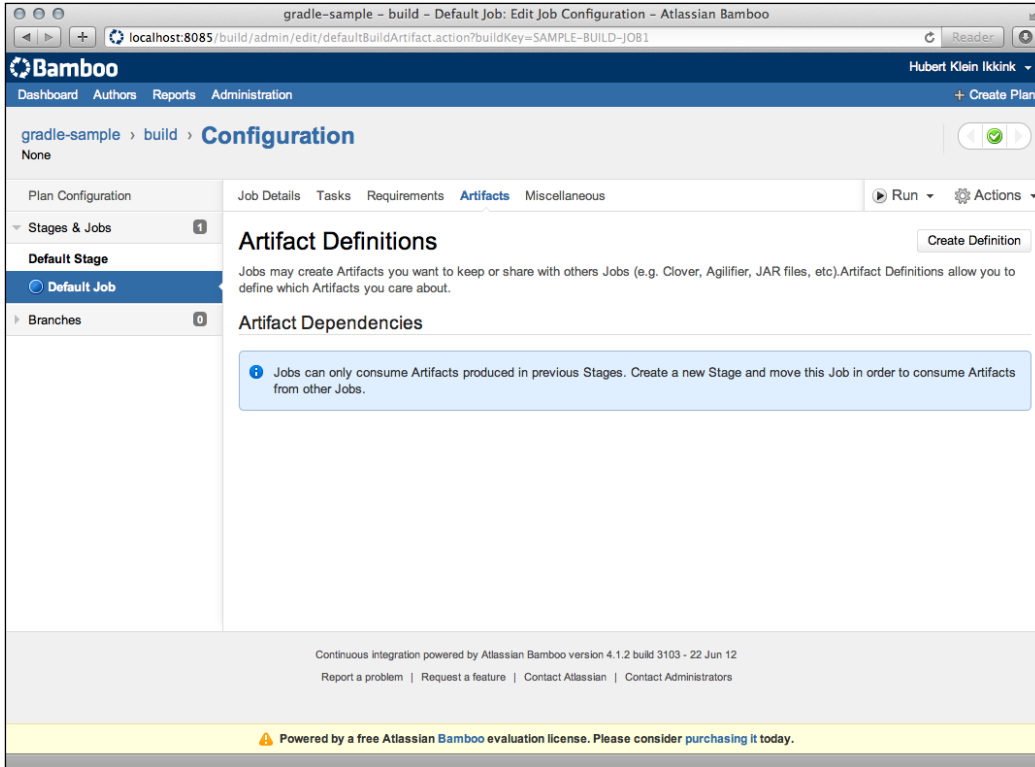 gradle-sample – build – Default Job: Edit Job Configuration – Atlassian Bamboo
localhost:8085/build/admin/edit/defaultBuildArtifact.action?buildKey=SAMPLE-BUILD-JOB1
Reader
Bamboo
Hubert Klein Ikkink
Dashboard Authors Reports Administration
+ Create Plan
gradle-sample › build › Configuration
None
Plan Configuration
Job Details Tasks Requirements Artifacts Miscellaneous
Run
Actions
Stages & Jobs 1
Default Stage
Default Job
Branches 0
Artifact Definitions
Create Definition
Jobs may create Artifacts you want to keep or share with others Jobs (e.g. Clover, Agilifier, JAR files, etc).Artifact Definitions allow you to
define which Artifacts you care about.
Artifact Dependencies
Jobs can only consume Artifacts produced in previous Stages. Create a new Stage and move this Job in order to consume Artifacts
from other Jobs.
Continuous integration powered by Atlassian Bamboo version 4.1.2 build 3103 - 22 Jun 12
Report a problem | Request a feature | Contact Atlassian | Contact Administrators
Powered by a free Atlassian Bamboo evaluation license. Please consider purchasing it today.